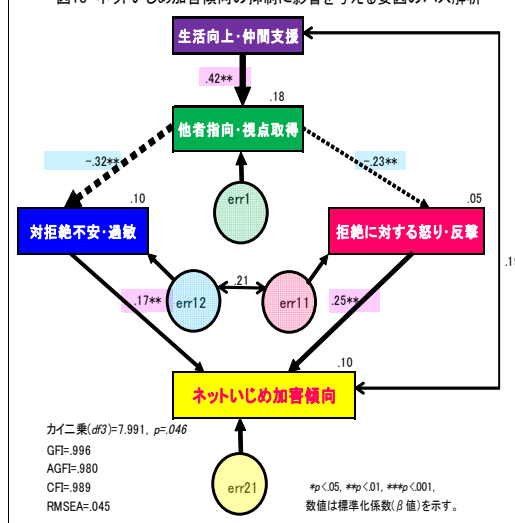 生活向上・仲間支援
.42**
.18
他者指向・視点取得
-.32**
-.23**
err1
.10
.05
対拒絶不安・過敏
拒絶に対する怒り・反撃
err12
.21
err11
.17**
.25**
.10
ネットいじめ加害傾向
カイ二乗(df3)=7.991, p=.046
GFI=.996
AGFI=.980
CFI=.989
RMSEA=.045
err21
*p<.05, **p<.01, ***p<.001,
数値は標準化係数(β値)を示す。